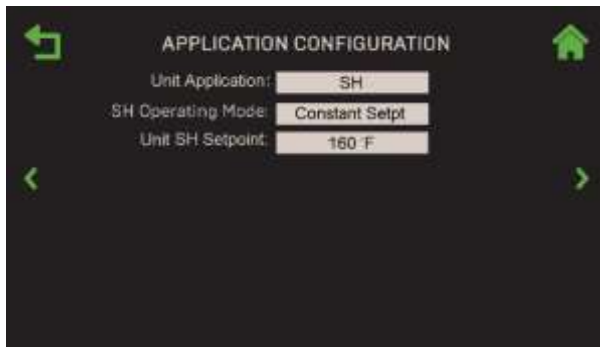 APPLICATION CONFIGURATION
Unit Application: SH
SH Operating Mode: Constant Setpt
Unit SH Setpoint: 160 °F